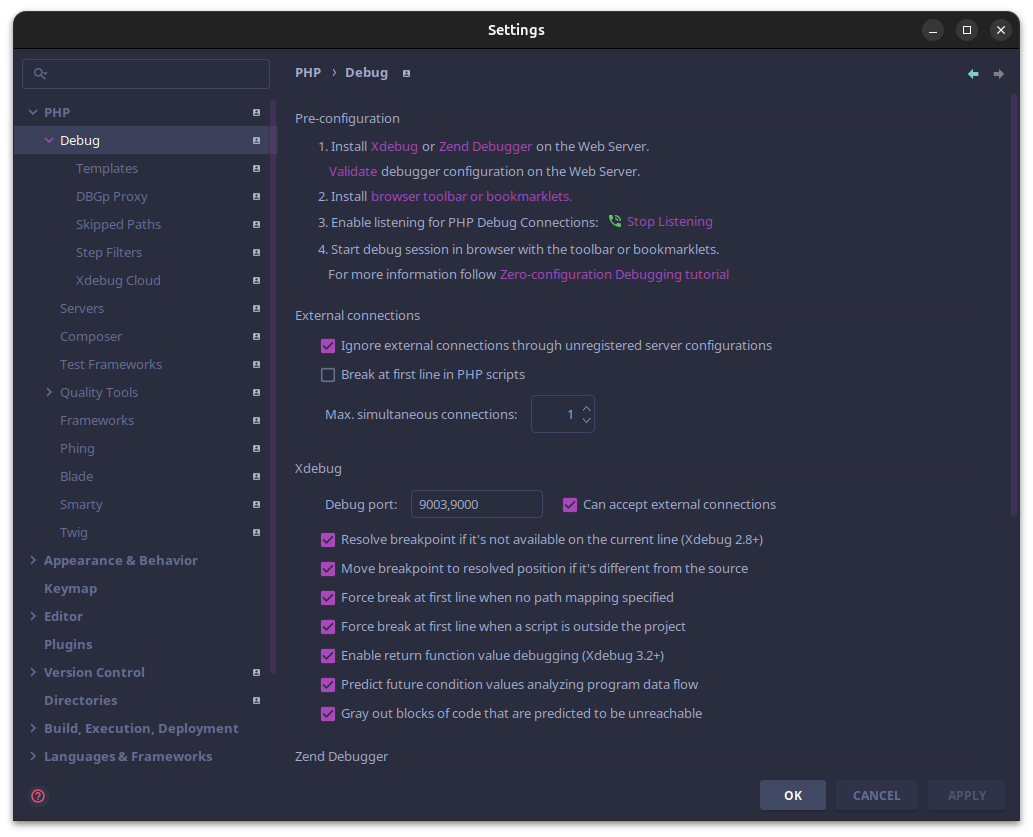 Settings
PHP › Debug
PHP
Debug
Templates
DBGp Proxy
Skipped Paths
Step Filters
Xdebug Cloud
Servers
Composer
Test Frameworks
Quality Tools
Frameworks
Phing
Blade
Smarty
Twig
Appearance & Behavior
Keymap
Editor
Plugins
Version Control
Directories
Build, Execution, Deployment
Languages & Frameworks
Pre-configuration
1. Install Xdebug or Zend Debugger on the Web Server.
Validate debugger configuration on the Web Server.
2. Install browser toolbar or bookmarklets.
3. Enable listening for PHP Debug Connections: Stop Listening
4. Start debug session in browser with the toolbar or bookmarklets.
For more information follow Zero-configuration Debugging tutorial
External connections
Ignore external connections through unregistered server configurations
Break at first line in PHP scripts
Max. simultaneous connections: 1
Xdebug
Debug port: 9003,9000 Can accept external connections
Resolve breakpoint if it's not available on the current line (Xdebug 2.8+)
Move breakpoint to resolved position if it's different from the source
Force break at first line when no path mapping specified
Force break at first line when a script is outside the project
Enable return function value debugging (Xdebug 3.2+)
Predict future condition values analyzing program data flow
Gray out blocks of code that are predicted to be unreachable
Zend Debugger
? OK CANCEL APPLY